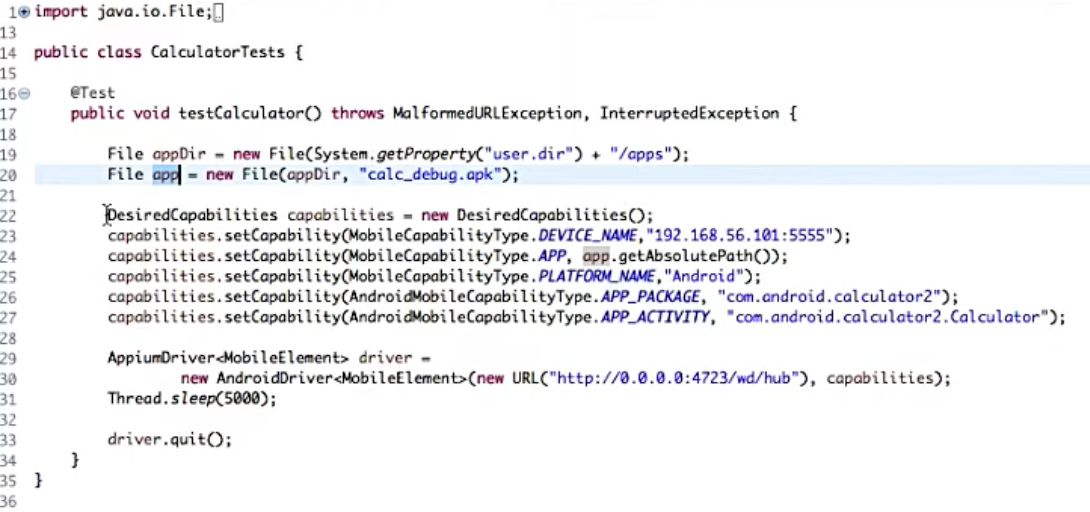 1 import java.io.File;
13
14 public class CalculatorTests {
15
16 @Test
17 public void testCalculator() throws MalformedURLException, InterruptedException {
18
19 File appDir = new File(System.getProperty("user.dir") + "/apps");
20 File app = new File(appDir, "calc_debug.apk");
21
22 DesiredCapabilities capabilities = new DesiredCapabilities();
23 capabilities.setCapability(MobileCapabilityType.DEVICE_NAME,"192.168.56.101:5555");
24 capabilities.setCapability(MobileCapabilityType.APP, app.getAbsolutePath());
25 capabilities.setCapability(MobileCapabilityType.PLATFORM_NAME,"Android");
26 capabilities.setCapability(AndroidMobileCapabilityType.APP_PACKAGE, "com.android.calculator2");
27 capabilities.setCapability(AndroidMobileCapabilityType.APP_ACTIVITY, "com.android.calculator2.Calculator");
28
29 AppiumDriver<MobileElement> driver =
30 new AndroidDriver<MobileElement>(new URL("http://0.0.0.0:4723/wd/hub"), capabilities);
31 Thread.sleep(5000);
32
33 driver.quit();
34 }
35 }
36